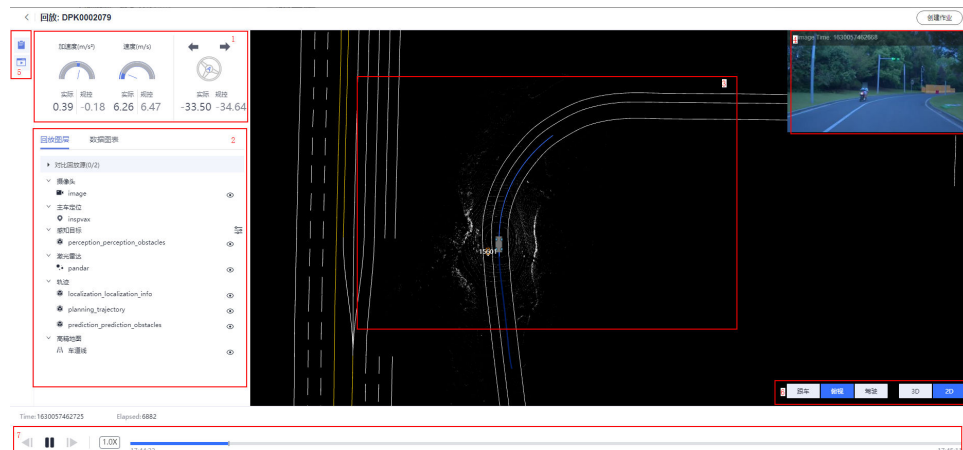 回放: DPK0002079
创建作业
加速度(m/s²) 速度(m/s) 1
实际 规控 实际 规控 实际 规控
0.39 -0.18 6.26 6.47 -33.50 -34.64
5
回放图层 数据图表 2
对比回放源(0/2)
摄像头
image
主车定位
inspvax
感知目标
perception_perception_obstacles
激光雷达
pandar
轨迹
localization_localization_info
planning_trajectory
prediction_prediction_obstacles
高精地图
车道线
3
4 Image Time 1630057462668
6 跟车 俯视 驾驶 3D 2D
Time:1630057462725 Elapsed:6882
7
1.0X